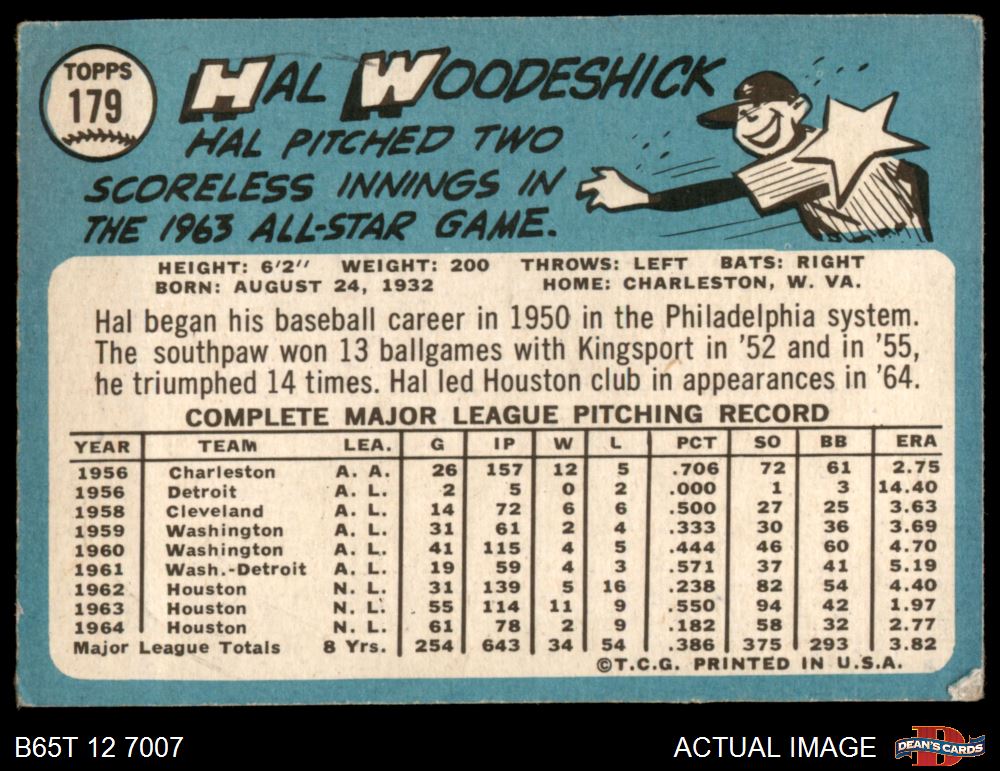 TOPPS
179
HAL WOODESHICK
HAL PITCHED TWO
SCORELESS INNINGS IN
THE 1963 ALL-STAR GAME.
HEIGHT: 6'2" WEIGHT: 200 THROWS: LEFT BATS: RIGHT
BORN: AUGUST 24, 1932 HOME: CHARLESTON, W. VA.
Hal began his baseball career in 1950 in the Philadelphia system.
The southpaw won 13 ballgames with Kingsport in '52 and in '55,
he triumphed 14 times. Hal led Houston club in appearances in '64.
COMPLETE MAJOR LEAGUE PITCHING RECORD
YEAR TEAM LEA. G IP W L PCT SO BB ERA
1956 Charleston A. A. 26 157 12 5 .706 72 61 2.75
1956 Detroit A. L. 2 5 0 2 .000 1 3 14.40
1958 Cleveland A. L. 14 72 6 6 .500 27 25 3.63
1959 Washington A. L. 31 61 2 4 .333 30 36 3.69
1960 Washington A. L. 41 115 4 5 .444 46 60 4.70
1961 Wash.-Detroit A. L. 19 59 4 3 .571 37 41 5.19
1962 Houston N. L. 31 139 5 16 .238 82 54 4.40
1963 Houston N. L. 55 114 11 9 .550 94 42 1.97
1964 Houston N. L. 61 78 2 9 .182 58 32 2.77
Major League Totals 8 Yrs. 254 643 34 54 .386 375 293 3.82
©T.C.G. PRINTED IN U.S.A.
B65T 12 7007
ACTUAL IMAGE
DEAN'S CARDS